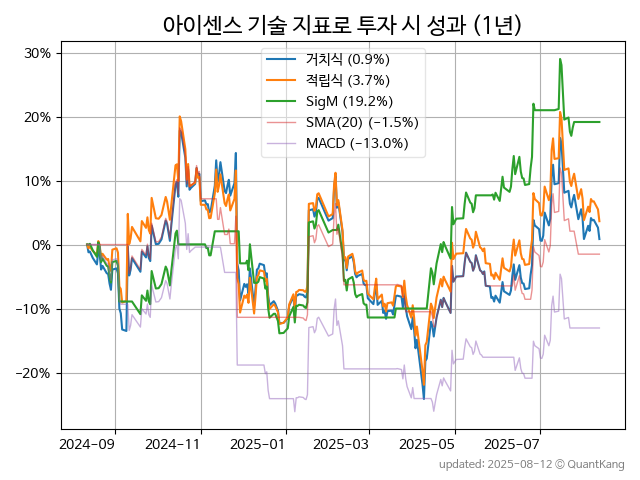 아이센스 기술 지표로 투자 시 성과 (1년)
거치식 (0.9%)
적립식 (3.7%)
SigM (19.2%)
SMA(20) (−1.5%)
MACD (−13.0%)
30%
20%
10%
0%
−10%
−20%
2024−09
2024−11
2025−01
2025−03
2025−05
2025−07
updated: 2025−08−12 © QuantKang